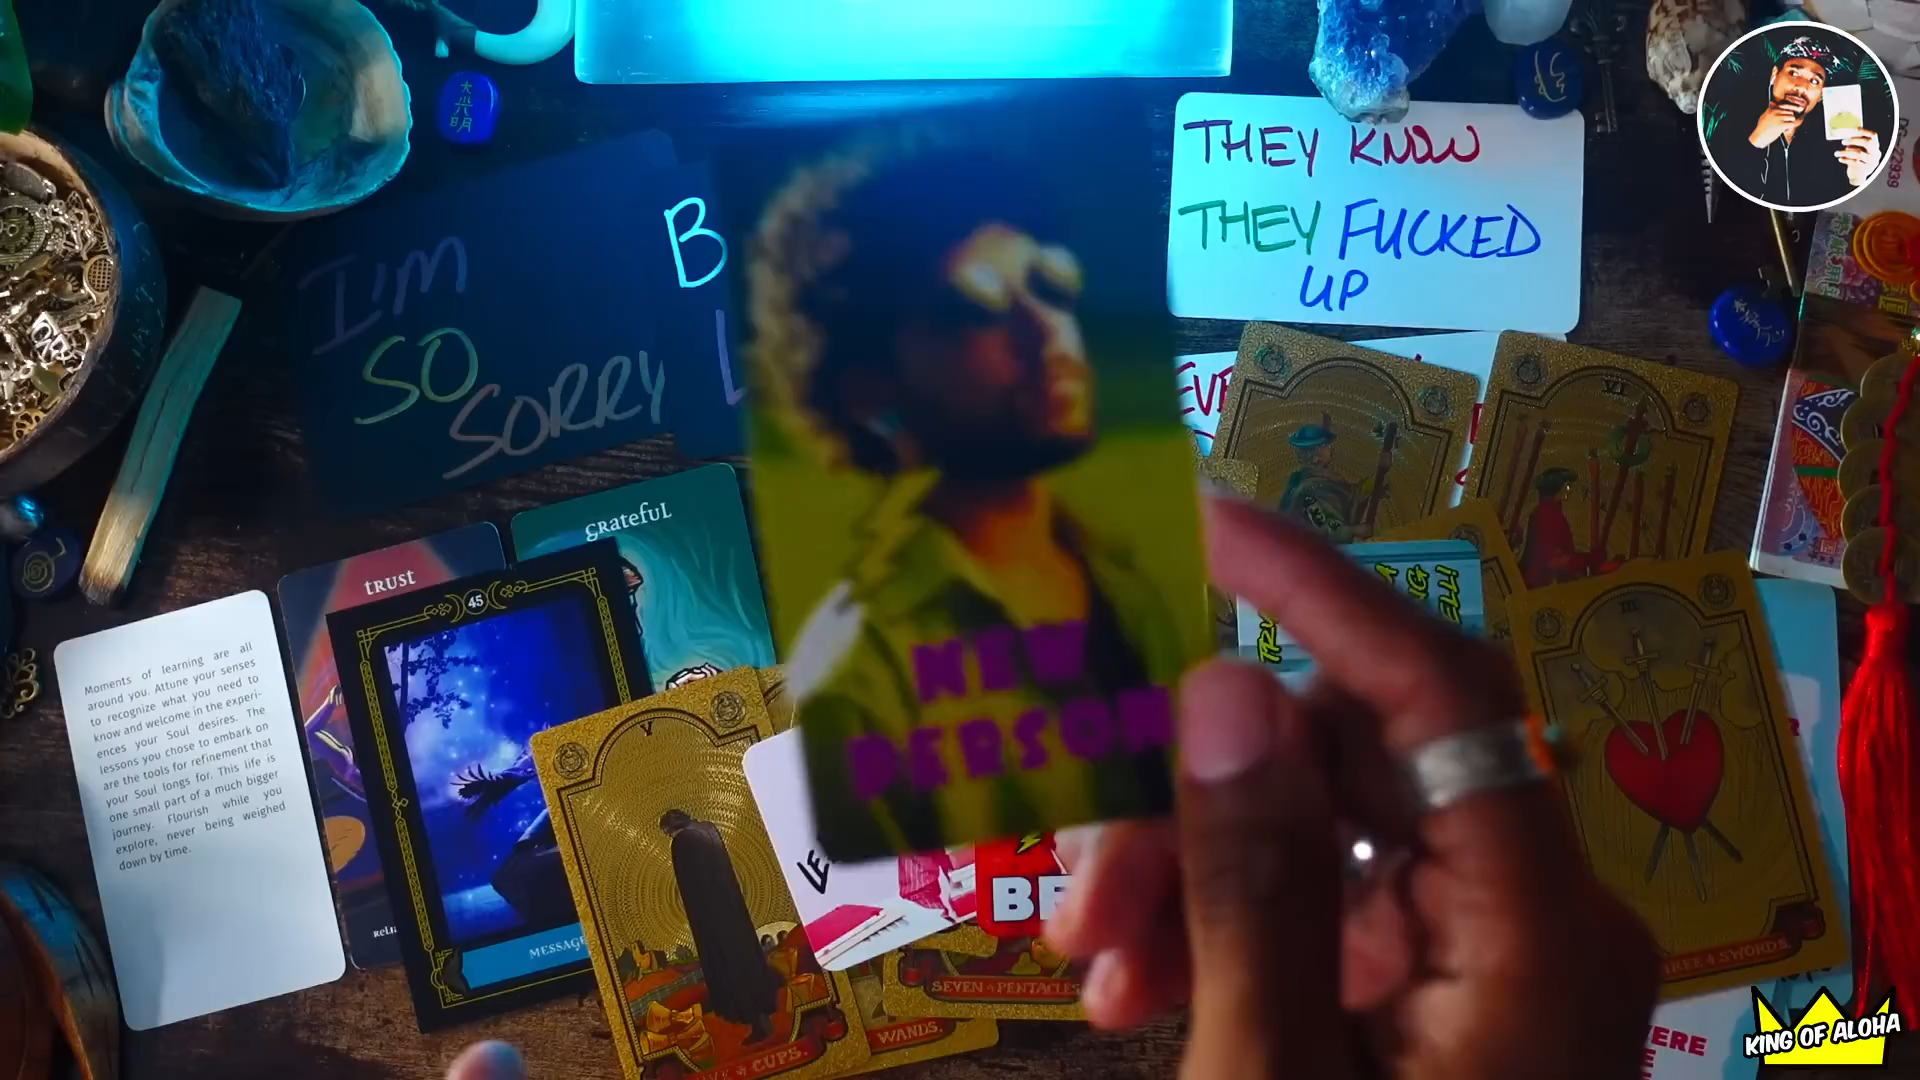 THEY KNOW
THEY FUCKED
UP
I'M
SO
SORRY
B
GRATEFUL
TRUST
45
NEW
PERSON
Moments of learning are all
around you. Attune your senses
to recognize what you need to
know and welcome in the experi-
ences your Soul desires. The
lessons you chose to embark on
are the tools for refinement that
your Soul longs for. This life is
one small part of a much bigger
journey. Flourish while you
explore, never being weighed
down by time.
V
VI
III
MESSAGE
BE
SEVEN of PENTACLES
WANDS.
CUPS.
SWORDS.
KING OF ALOHA